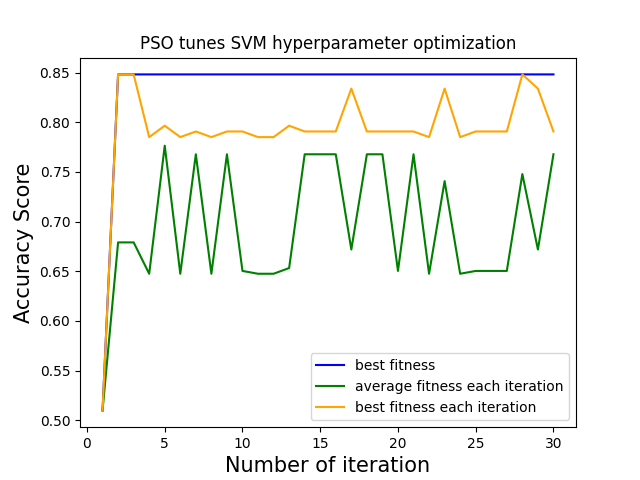 PSO tunes SVM hyperparameter optimization
0.85
0.80
0.75
0.70
0.65
0.60
0.55
0.50
Accuracy Score
best fitness
average fitness each iteration
best fitness each iteration
0 5 10 15 20 25 30
Number of iteration